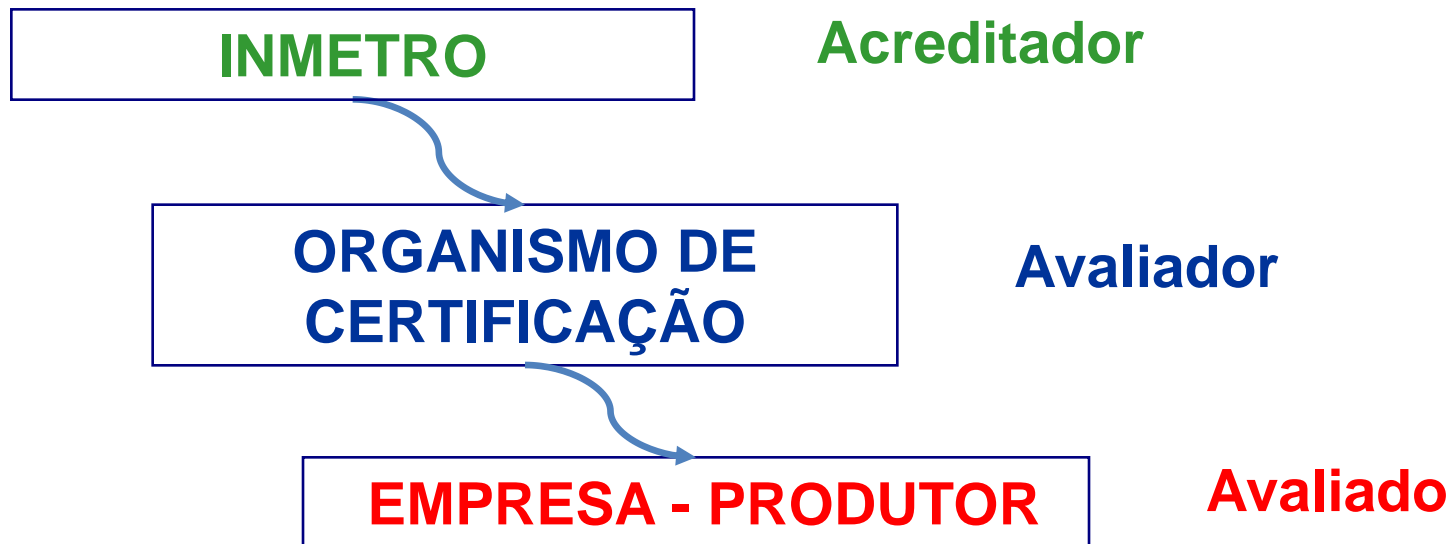 INMETRO
Acreditador
ORGANISMO DE
CERTIFICAÇÃO
Avaliador
EMPRESA - PRODUTOR
Avaliado